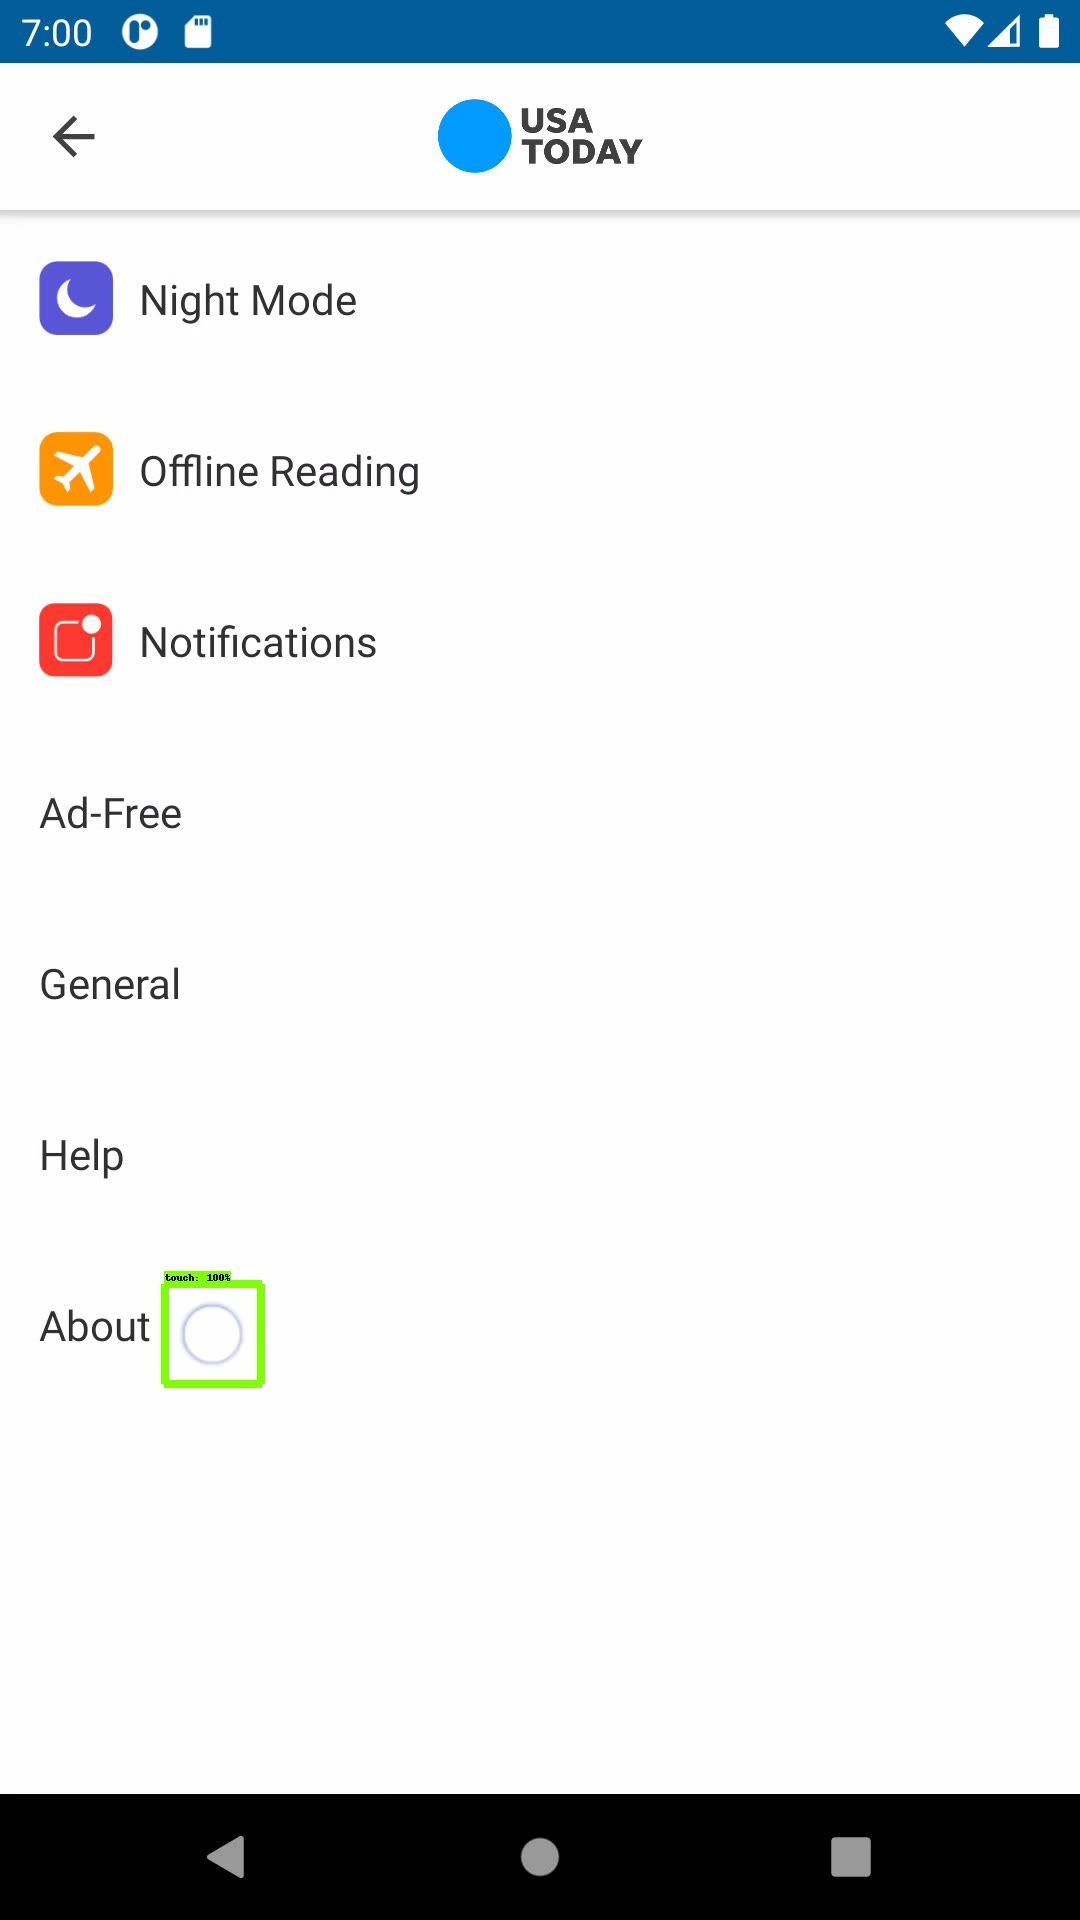 7:00
USA
TODAY
Night Mode
Offline Reading
Notifications
Ad-Free
General
Help
touch: 100%
About